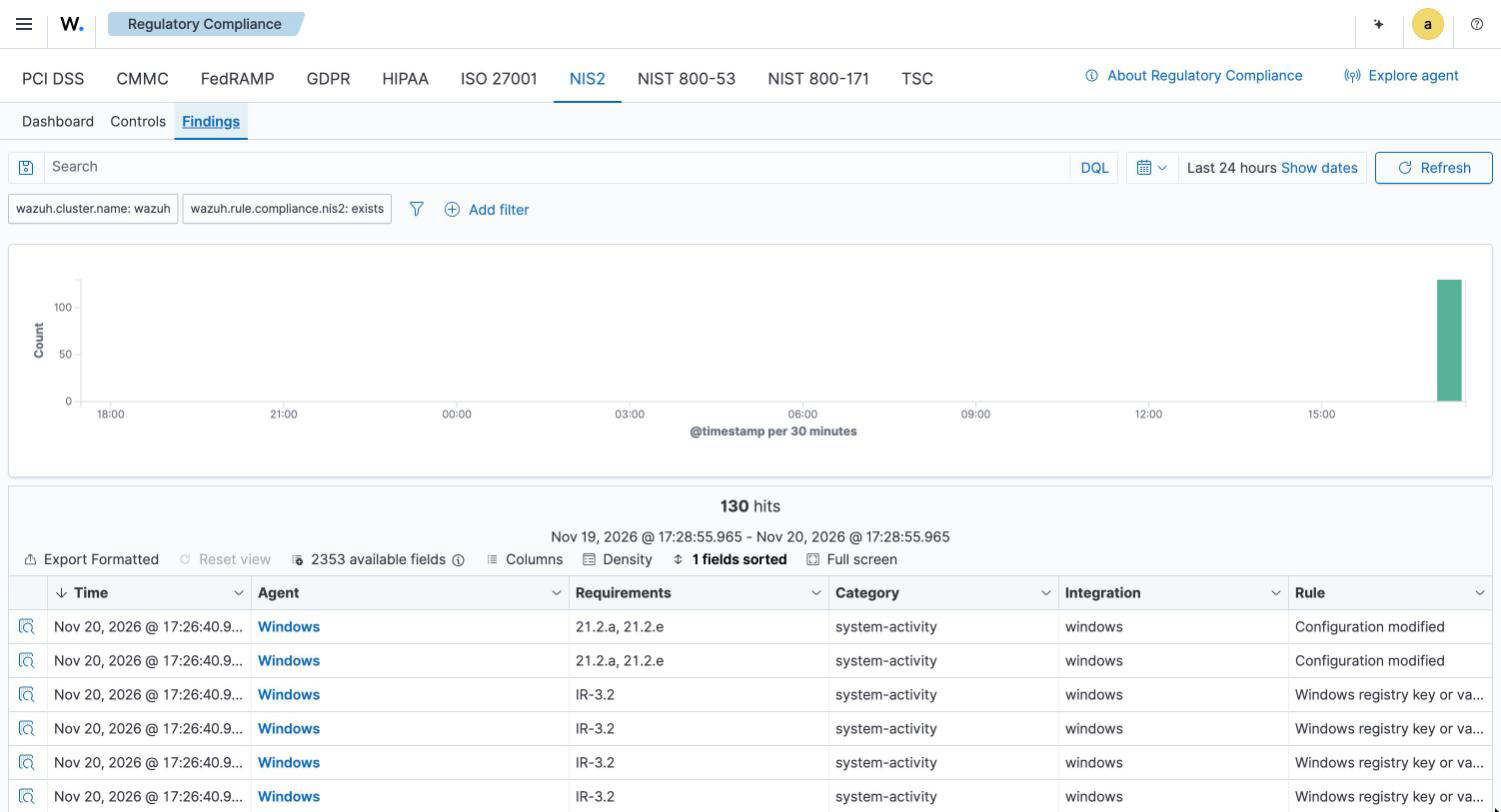 W. Regulatory Compliance a
PCI DSS CMMC FedRAMP GDPR HIPAA ISO 27001 NIS2 NIST 800-53 NIST 800-171 TSC About Regulatory Compliance Explore agent
Dashboard Controls Findings
Search DQL Last 24 hours Show dates Refresh
wazuh.cluster.name: wazuh wazuh.rule.compliance.nis2: exists Add filter
Count
100
50
0
18:00 21:00 00:00 03:00 06:00 09:00 12:00 15:00
@timestamp per 30 minutes
130 hits
Nov 19, 2026 @ 17:28:55.965 - Nov 20, 2026 @ 17:28:55.965
Export Formatted Reset view 2353 available fields Columns Density 1 fields sorted Full screen
Time Agent Requirements Category Integration Rule
Nov 20, 2026 @ 17:26:40.9... Windows 21.2.a, 21.2.e system-activity windows Configuration modified
Nov 20, 2026 @ 17:26:40.9... Windows 21.2.a, 21.2.e system-activity windows Configuration modified
Nov 20, 2026 @ 17:26:40.9... Windows IR-3.2 system-activity windows Windows registry key or va...
Nov 20, 2026 @ 17:26:40.9... Windows IR-3.2 system-activity windows Windows registry key or va...
Nov 20, 2026 @ 17:26:40.9... Windows IR-3.2 system-activity windows Windows registry key or va...
Nov 20, 2026 @ 17:26:40.9... Windows IR-3.2 system-activity windows Windows registry key or va...